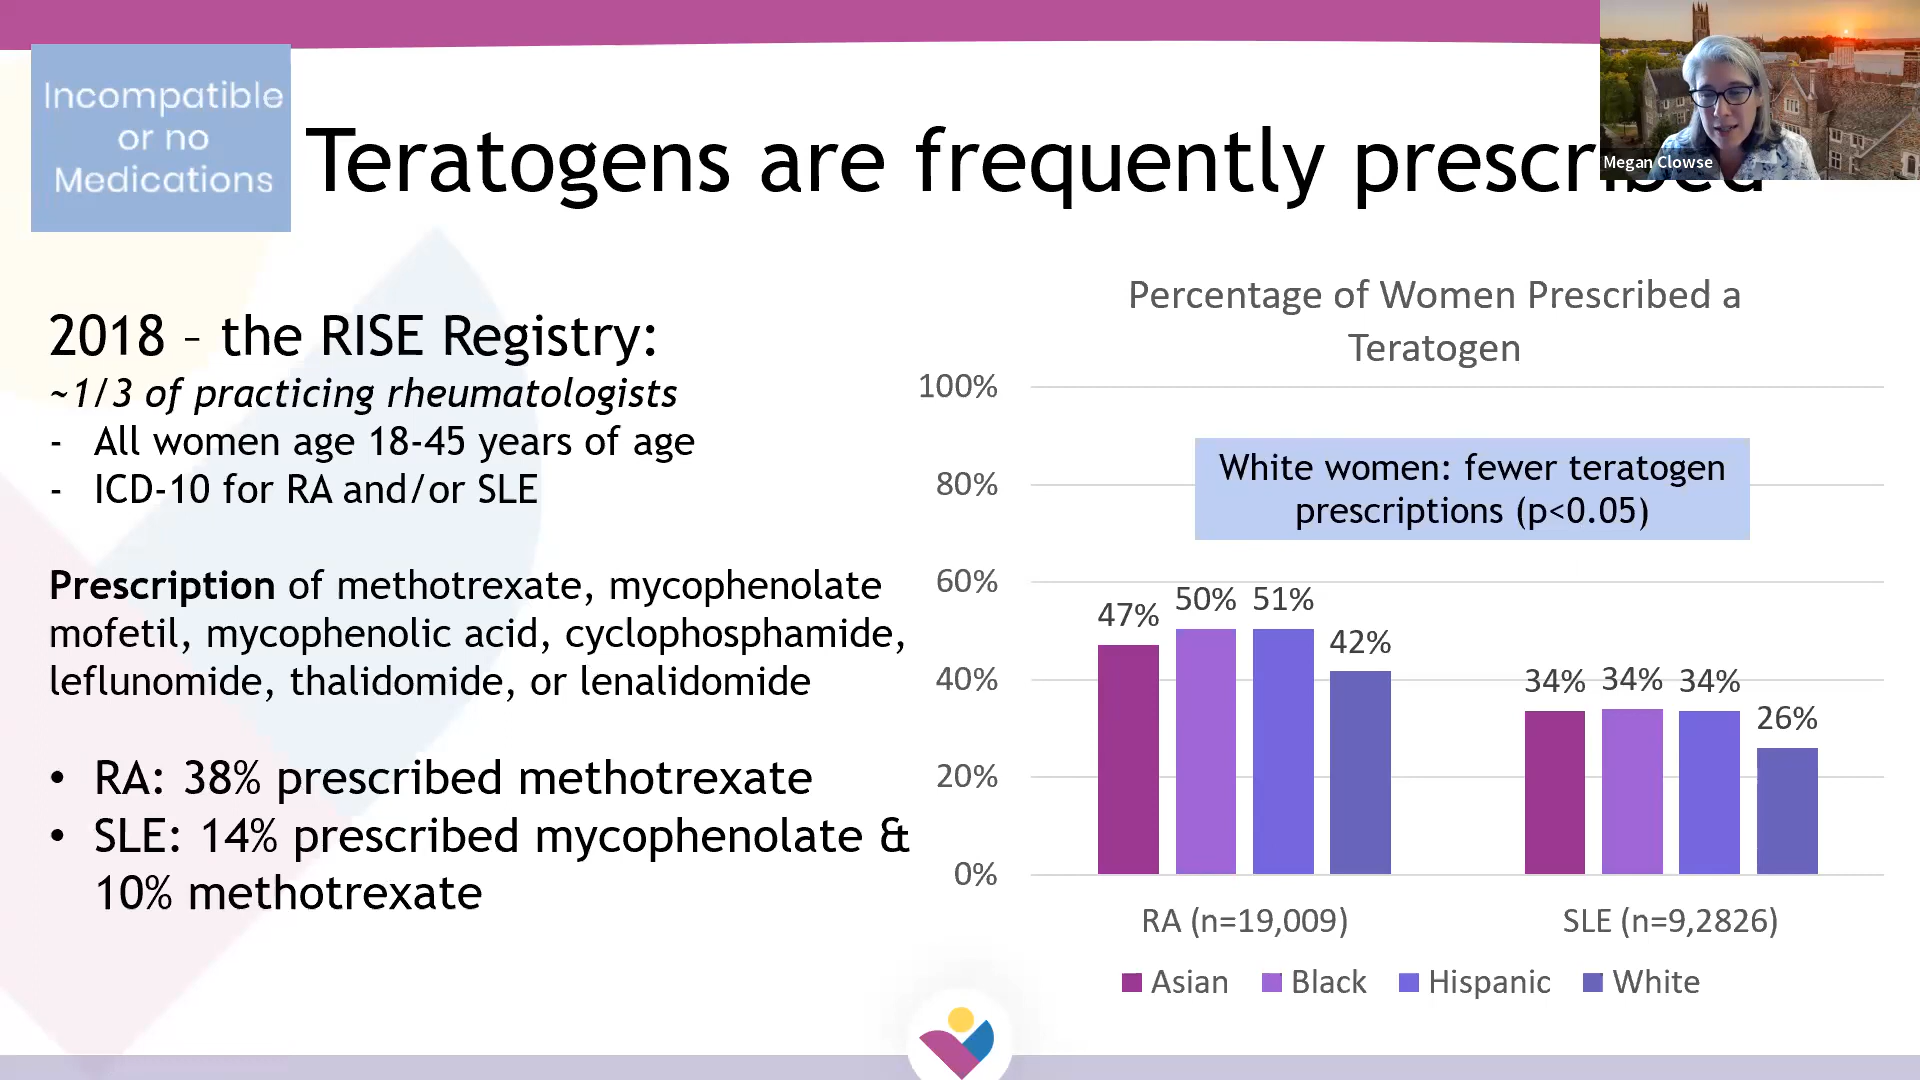 Incompatible
or no
Medications
Teratogens are frequently prescribed
Megan Clowse
2018 – the RISE Registry:
~1/3 of practicing rheumatologists
- All women age 18-45 years of age
- ICD-10 for RA and/or SLE
Prescription of methotrexate, mycophenolate
mofetil, mycophenolic acid, cyclophosphamide,
leflunomide, thalidomide, or lenalidomide
• RA: 38% prescribed methotrexate
• SLE: 14% prescribed mycophenolate &
10% methotrexate
Percentage of Women Prescribed a
Teratogen
100%
80%
60%
40%
20%
0%
White women: fewer teratogen
prescriptions (p<0.05)
47% 50% 51% 42%
34% 34% 34% 26%
RA (n=19,009) SLE (n=9,2826)
Asian Black Hispanic White